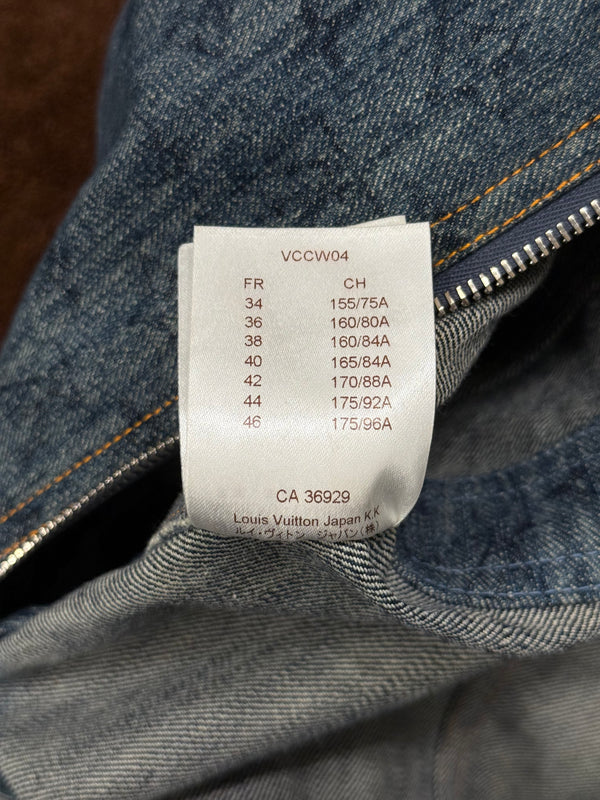 VCCW04
FR CH
34 155/75A
36 160/80A
38 160/84A
40 165/84A
42 170/88A
44 175/92A
46 175/96A
CA 36929
Louis Vuitton Japan K.K
ルイ・ヴィトン ジャパン(株)